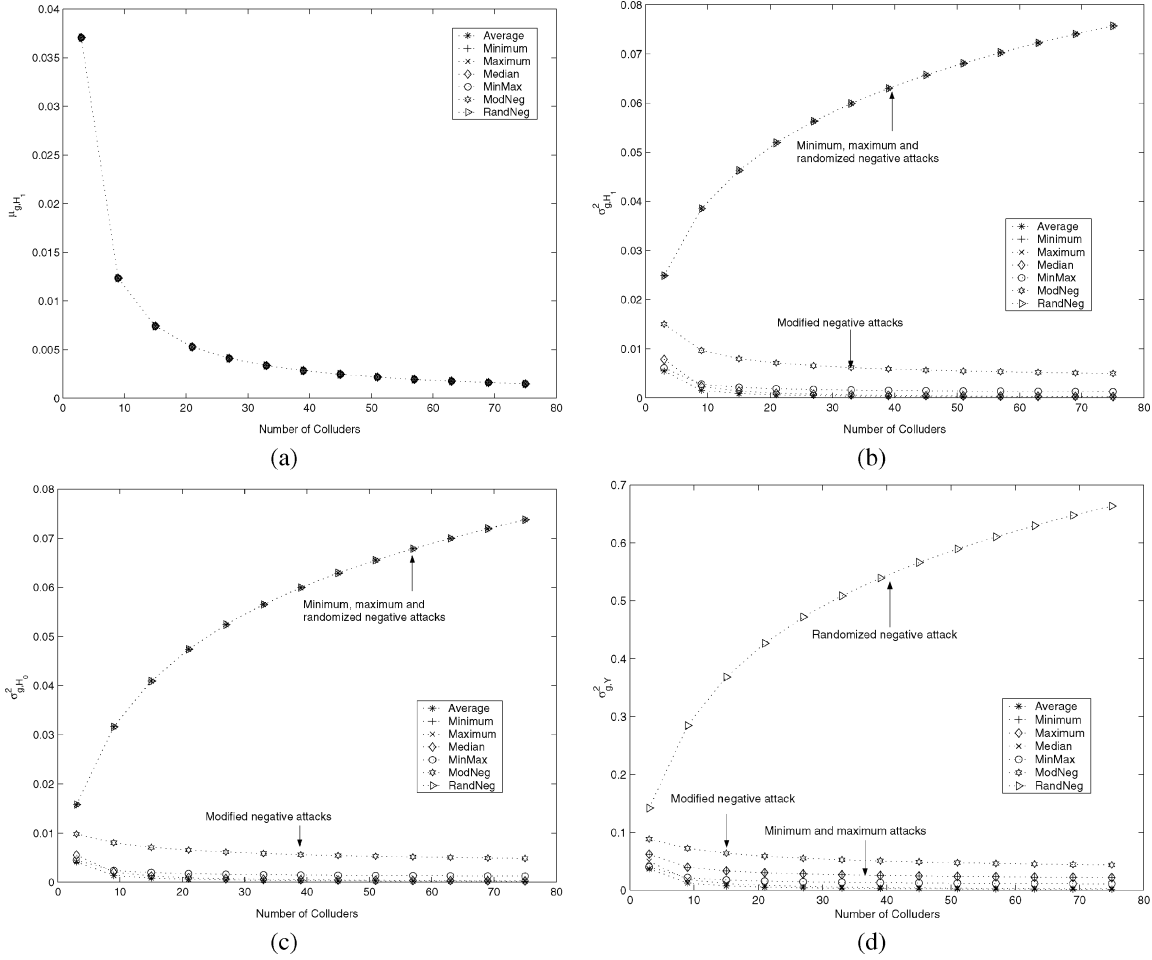 0.04
0.035
0.03
0.025
0.02
0.015
0.01
0.005
0
0 10 20 30 40 50 60 70 80
μg,H1
Number of Colluders
Average
Minimum
Maximum
Median
MinMax
ModNeg
RandNeg
(a)
0.08
0.07
0.06
0.05
0.04
0.03
0.02
0.01
0
0 10 20 30 40 50 60 70 80
σ²g,H1
Number of Colluders
Minimum, maximum and
randomized negative attacks
Modified negative attacks
Average
Minimum
Maximum
Median
MinMax
ModNeg
RandNeg
(b)
0.08
0.07
0.06
0.05
0.04
0.03
0.02
0.01
0
0 10 20 30 40 50 60 70 80
σ²g,H0
Number of Colluders
Minimum, maximum and
randomized negative attacks
Modified negative attacks
Average
Minimum
Maximum
Median
MinMax
ModNeg
RandNeg
(c)
0.7
0.6
0.5
0.4
0.3
0.2
0.1
0
0 10 20 30 40 50 60 70 80
σ²g,Y
Number of Colluders
Randomized negative attack
Modified negative attack
Minimum and maximum attacks
Average
Minimum
Maximum
Median
MinMax
ModNeg
RandNeg
(d)